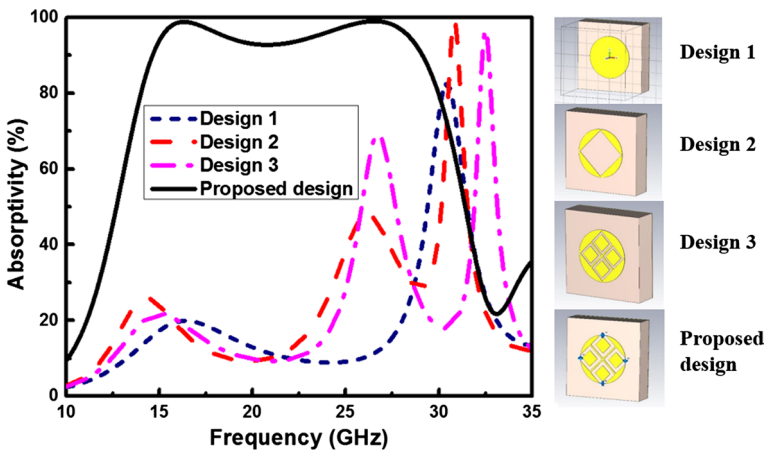 100
80
60
40
20
0
Absorptivity (%)
Design 1
Design 2
Design 3
Proposed design
10
15
20
25
30
35
Frequency (GHz)
Design 1
Design 2
Design 3
Proposed
design